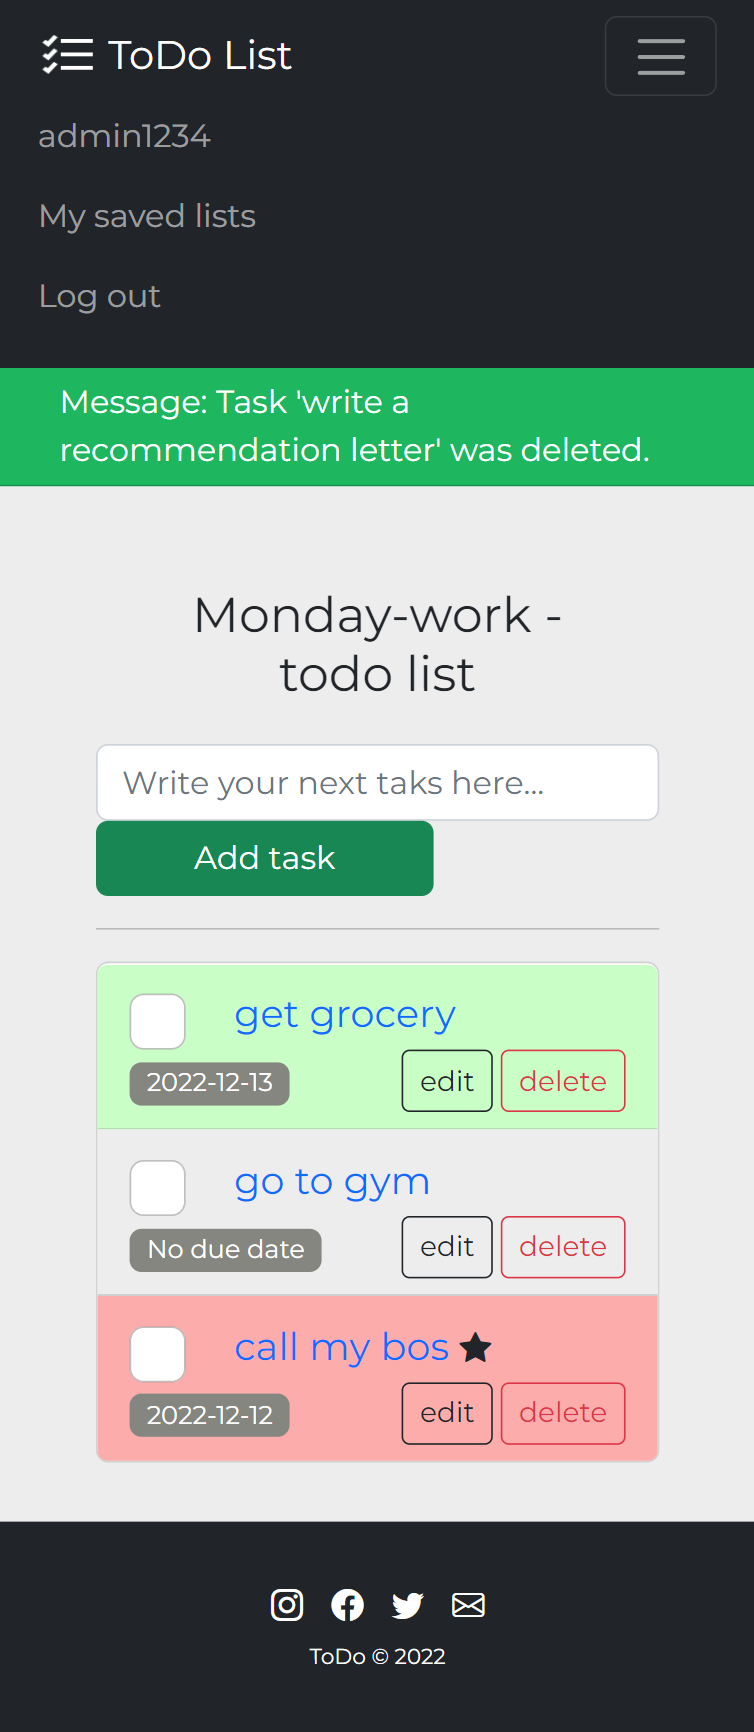 ToDo List
admin1234
My saved lists
Log out
Message: Task 'write a
recommendation letter' was deleted.
Monday-work -
todo list
Write your next taks here...
Add task
get grocery
2022-12-13 edit delete
go to gym
No due date edit delete
call my bos
2022-12-12 edit delete
ToDo © 2022